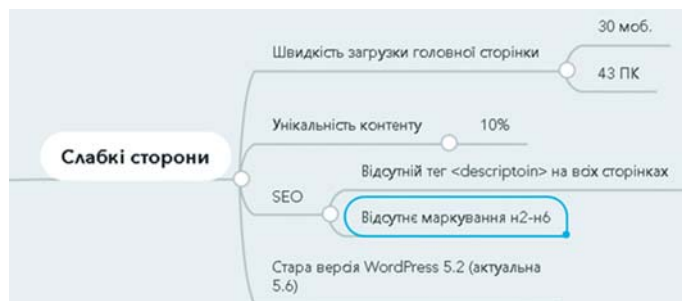 30 моб.
Швидкість загрузки головної сторінки
43 ПК
Унікальність контенту
10%
Слабкі сторони
Відсутній тег <descriptoin> на всіх сторінках
SEO
Відсутнє маркування н2-н6
Стара версія WordPress 5.2 (актуальна
5.6)